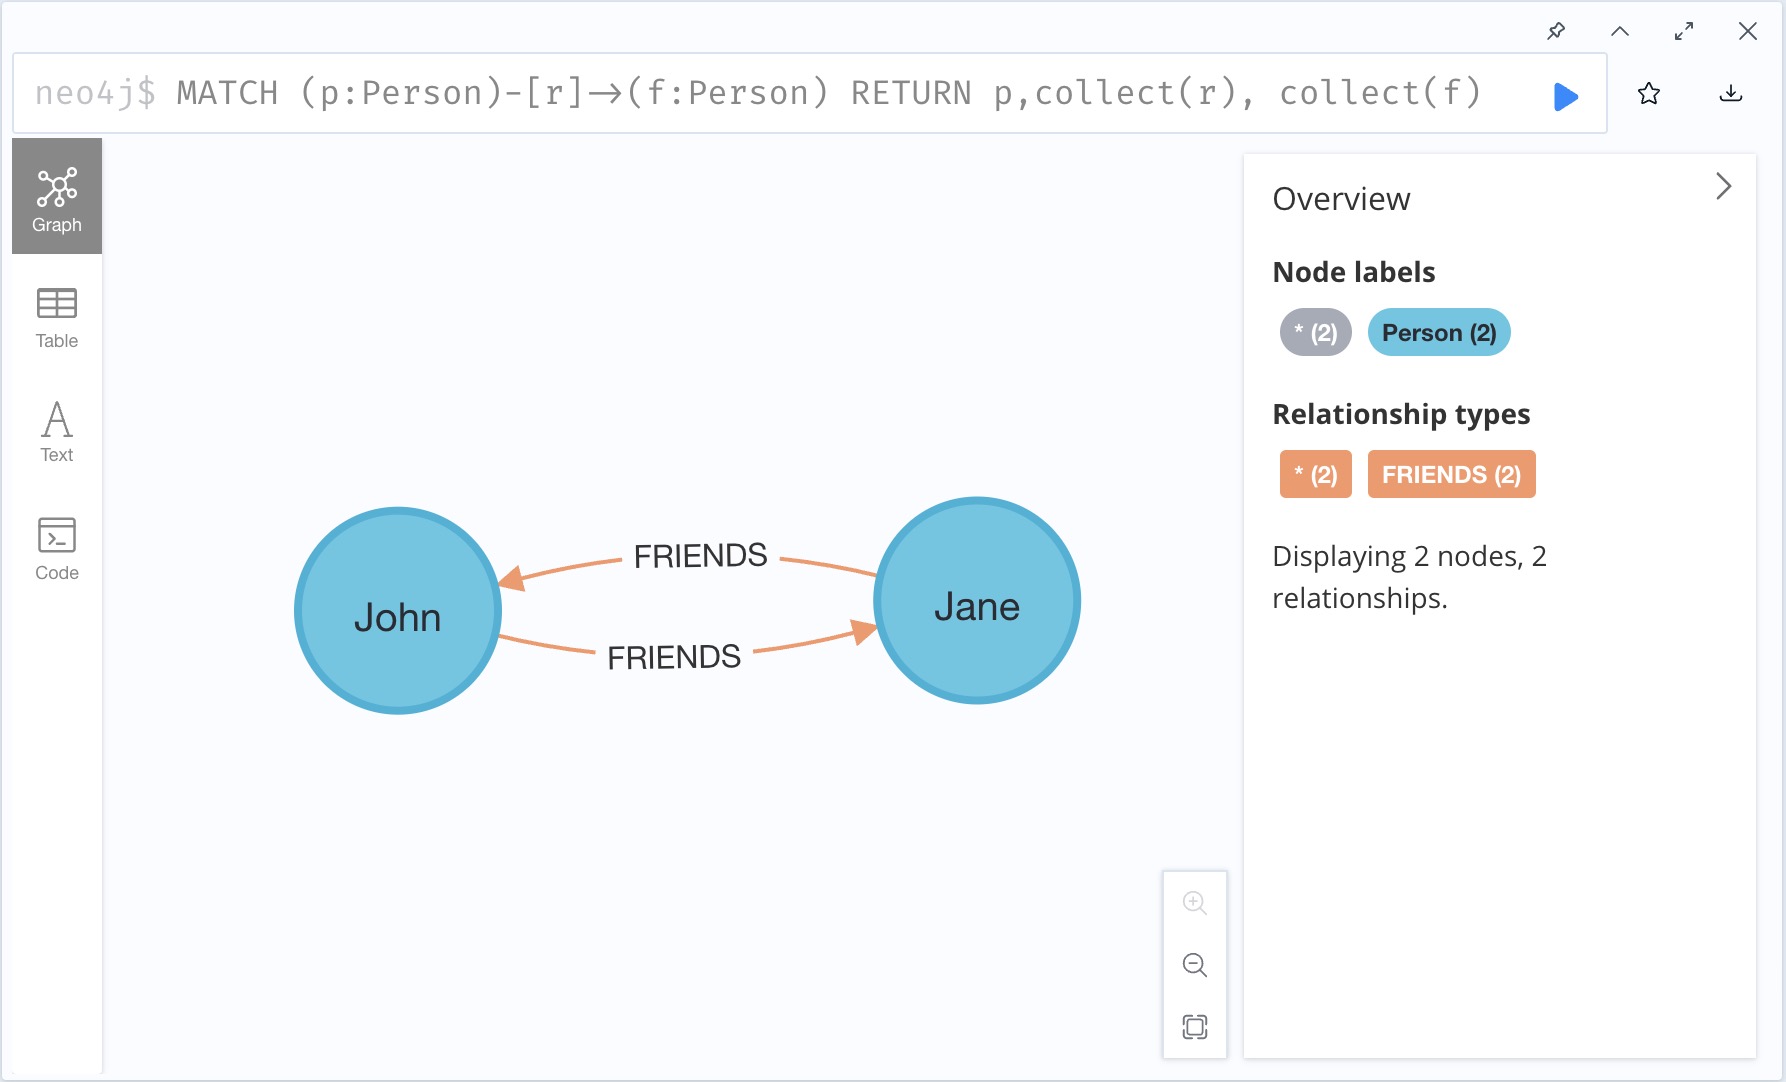 neo4j$ MATCH (p:Person)-[r]→(f:Person) RETURN p,collect(r), collect(f)
Graph
Table
Text
Code
John
FRIENDS
FRIENDS
Jane
Overview
Node labels
* (2) Person (2)
Relationship types
* (2) FRIENDS (2)
Displaying 2 nodes, 2
relationships.